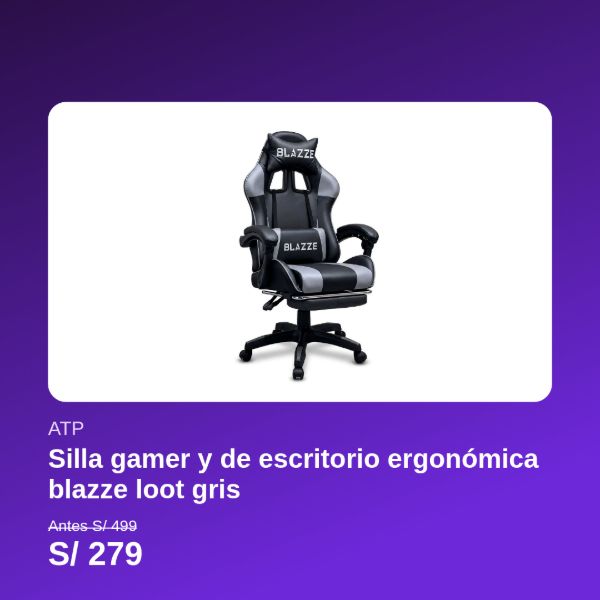 BLAZZE
BLAZZE
ATP
Silla gamer y de escritorio ergonómica
blazze loot gris
Antes S/ 499
S/ 279